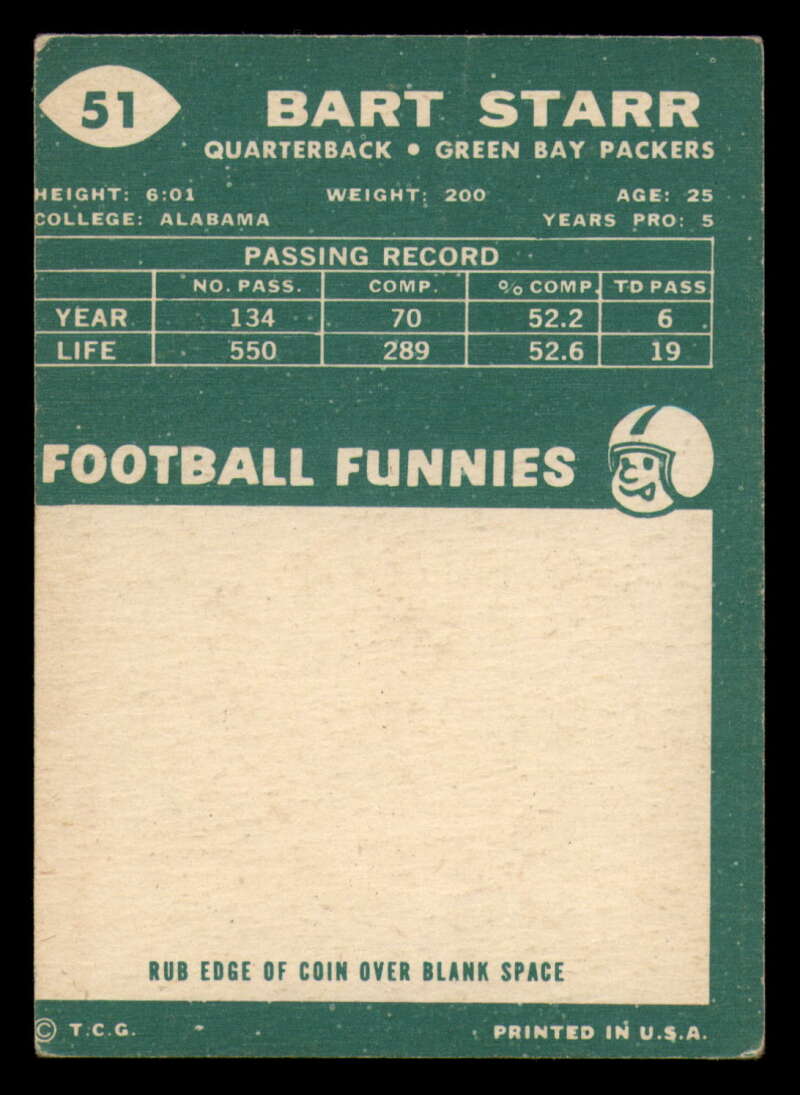 51
BART STARR
QUARTERBACK • GREEN BAY PACKERS
HEIGHT: 6:01 WEIGHT: 200 AGE: 25
COLLEGE: ALABAMA YEARS PRO: 5
PASSING RECORD
NO. PASS. COMP. % COMP. TD PASS
YEAR 134 70 52.2 6
LIFE 550 289 52.6 19
FOOTBALL FUNNIES
RUB EDGE OF COIN OVER BLANK SPACE
© T.C.G. PRINTED IN U.S.A.